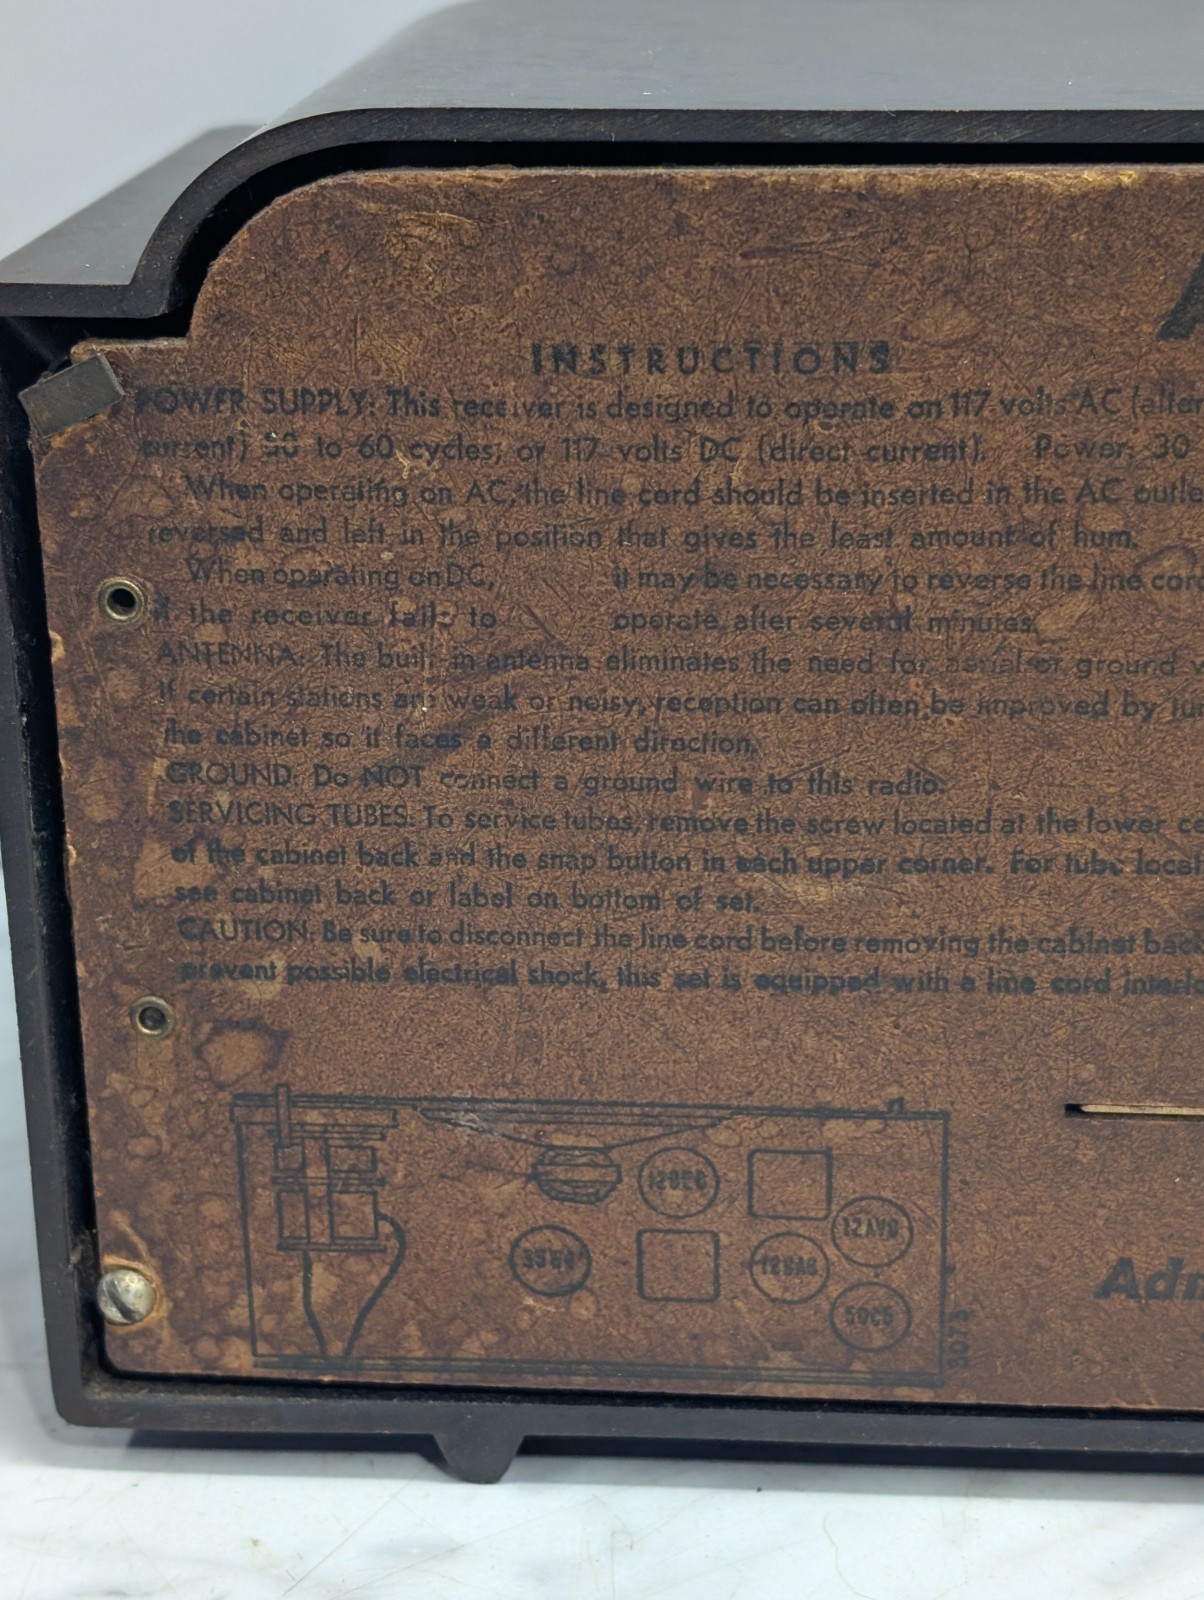 INSTRUCTIONS
POWER SUPPLY: This receiver is designed to operate on 117 volts AC (alter
current) 50 to 60 cycles, or 117 volts DC (direct current). Power: 30
When operating on AC, the line cord should be inserted in the AC outle
reversed and left in the position that gives the least amount of hum.
When operating on DC, it may be necessary to reverse the line cor
if the receiver fails to operate after several minutes.
ANTENNA: The built-in antenna eliminates the need for aerial or ground
If certain stations are weak or noisy, reception can often be improved by tur
the cabinet so it faces a different direction.
GROUND: Do NOT connect a ground wire to this radio.
SERVICING TUBES: To service tubes, remove the screw located at the lower c
of the cabinet back and the snap button in each upper corner. For tube locat
see cabinet back or label on bottom of set.
CAUTION: Be sure to disconnect the line cord before removing the cabinet bac
prevent possible electrical shock, this set is equipped with a line cord interlo
50C5
Adm